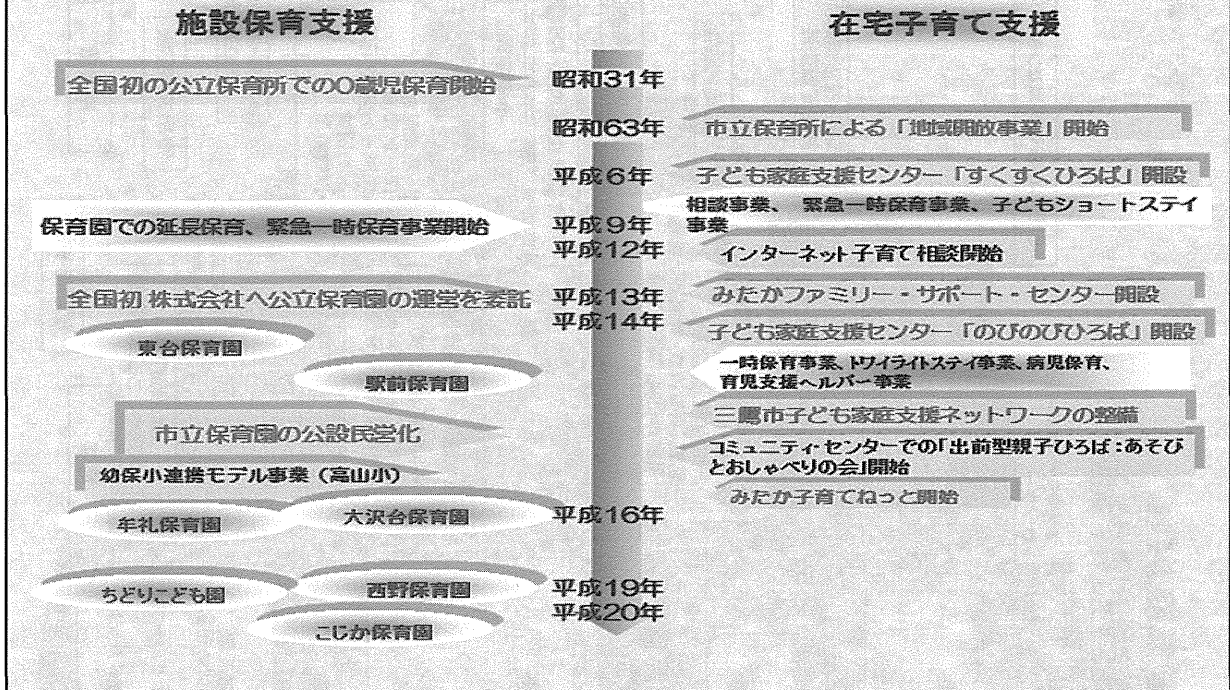 施設保育支援
在宅子育て支援
全国初の公立保育所での0歳児保育開始
昭和31年
昭和63年
市立保育所による「地域開放事業」開始
平成6年
子ども家庭支援センター「すくすくひろば」開設
保育園での延長保育、緊急一時保育事業開始
平成9年
相談事業、緊急一時保育事業、子どもショートステイ
事業
平成12年
インターネット子育て相談開始
全国初 株式会社へ公立保育園の運営を委託
平成13年
みたかファミリー・サポート・センター開設
平成14年
子ども家庭支援センター「のびのびひろば」開設
東台保育園
駅前保育園
一時保育事業、トワイライトステイ事業、病児保育、
育児支援ヘルパー事業
市立保育園の公設民営化
三鷹市子ども家庭支援ネットワークの整備
幼保小連携モデル事業（高山小）
コミュニティ・センターでの「出前型親子ひろば：あそび
とおしゃべりの会」開始
みたか子育てねっと開始
牟礼保育園
大沢台保育園
平成16年
ちどりこども園
西野保育園
平成19年
平成20年
こじか保育園